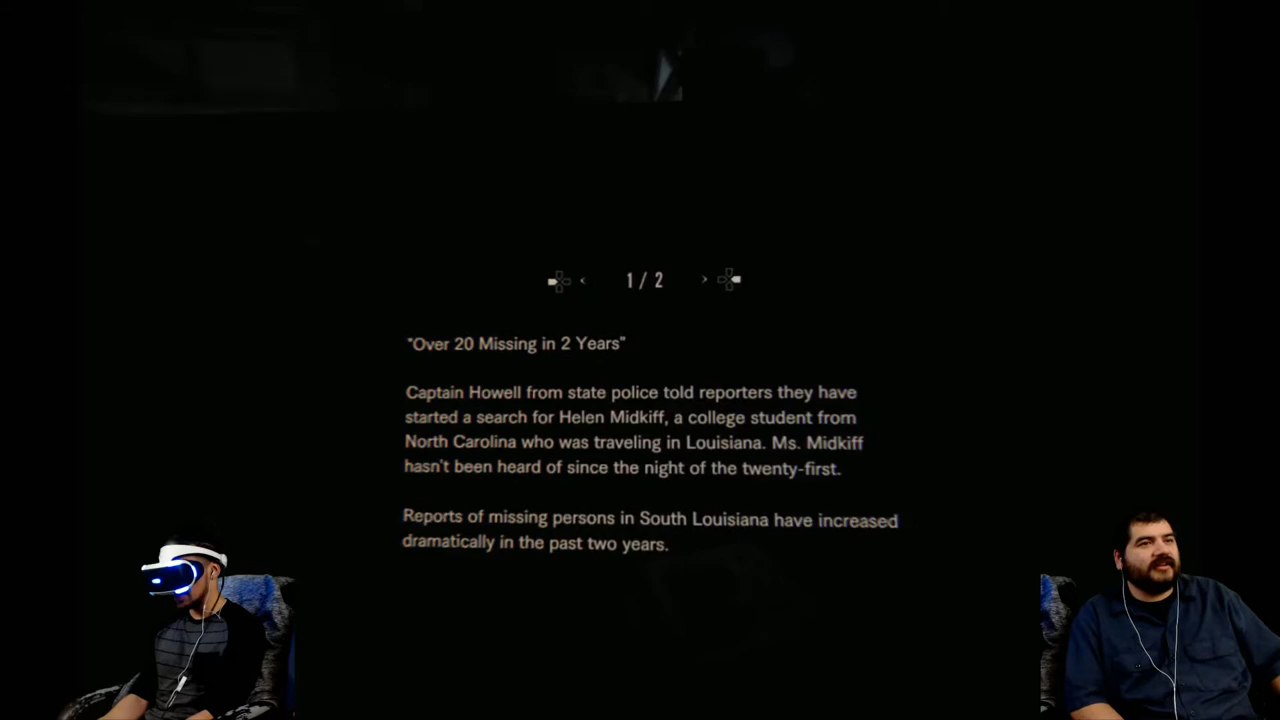 1 / 2
"Over 20 Missing in 2 Years"
Captain Howell from state police told reporters they have
started a search for Helen Midkiff, a college student from
North Carolina who was traveling in Louisiana. Ms. Midkiff
hasn't been heard of since the night of the twenty-first.
Reports of missing persons in South Louisiana have increased
dramatically in the past two years.